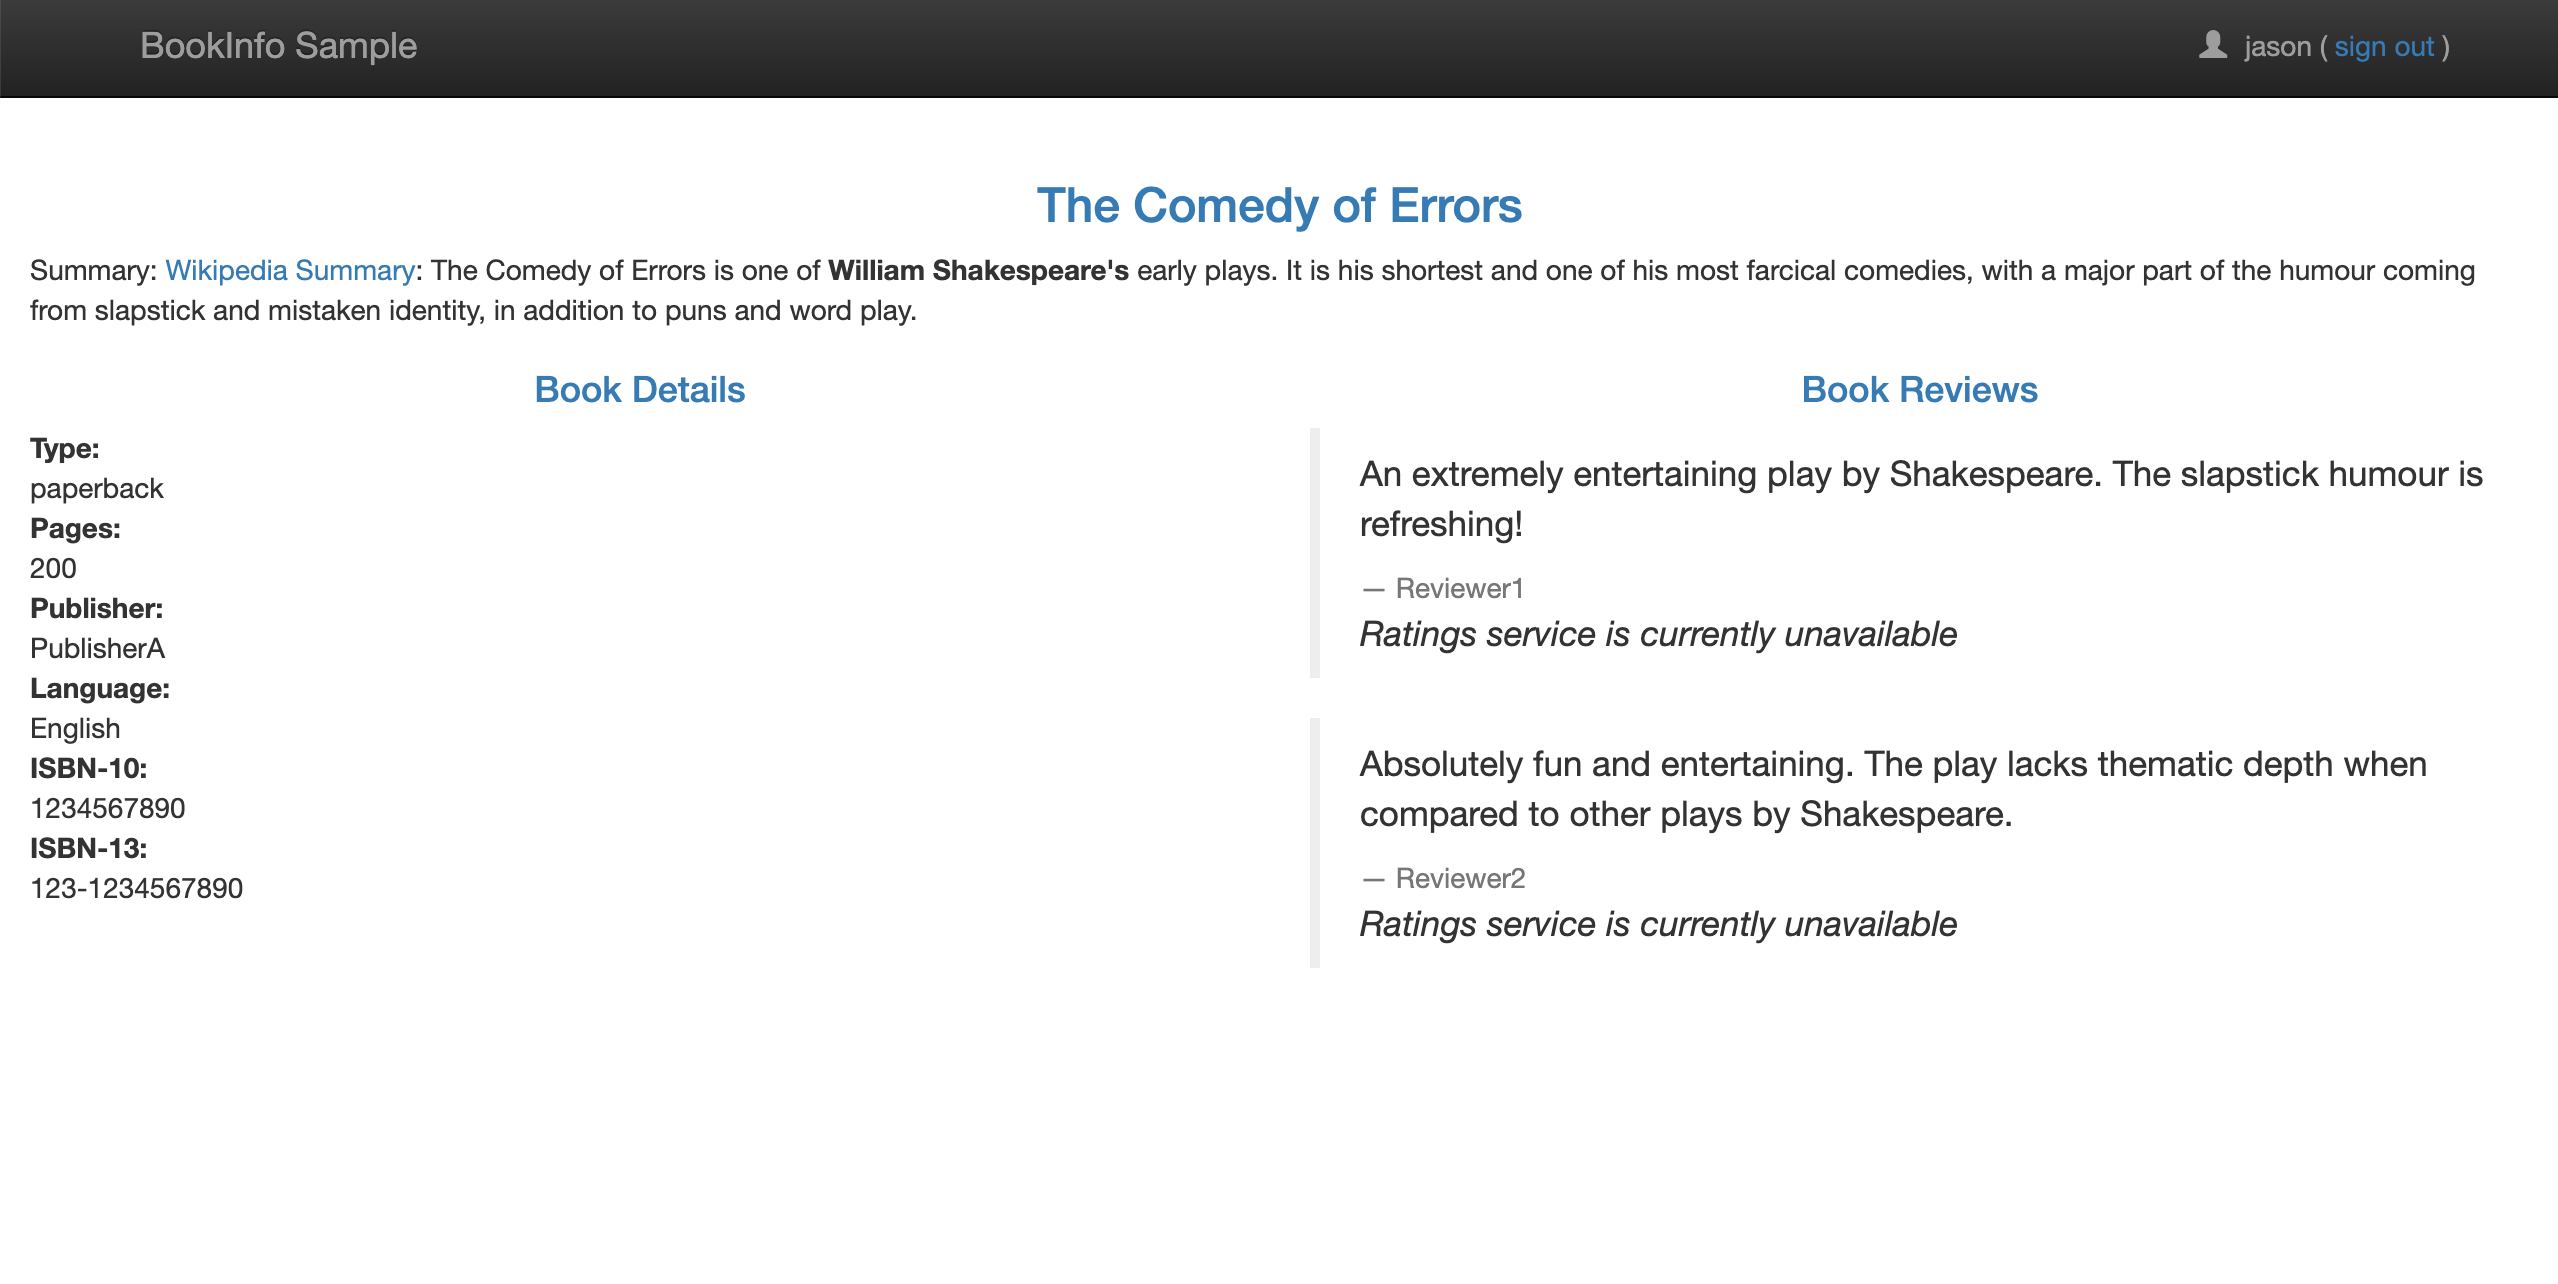 BookInfo Sample
jason ( sign out )
The Comedy of Errors
Summary: Wikipedia Summary: The Comedy of Errors is one of William Shakespeare's early plays. It is his shortest and one of his most farcical comedies, with a major part of the humour coming
from slapstick and mistaken identity, in addition to puns and word play.
Book Details
Type:
paperback
Pages:
200
Publisher:
PublisherA
Language:
English
ISBN-10:
1234567890
ISBN-13:
123-1234567890
Book Reviews
An extremely entertaining play by Shakespeare. The slapstick humour is
refreshing!
— Reviewer1
Ratings service is currently unavailable
Absolutely fun and entertaining. The play lacks thematic depth when
compared to other plays by Shakespeare.
— Reviewer2
Ratings service is currently unavailable